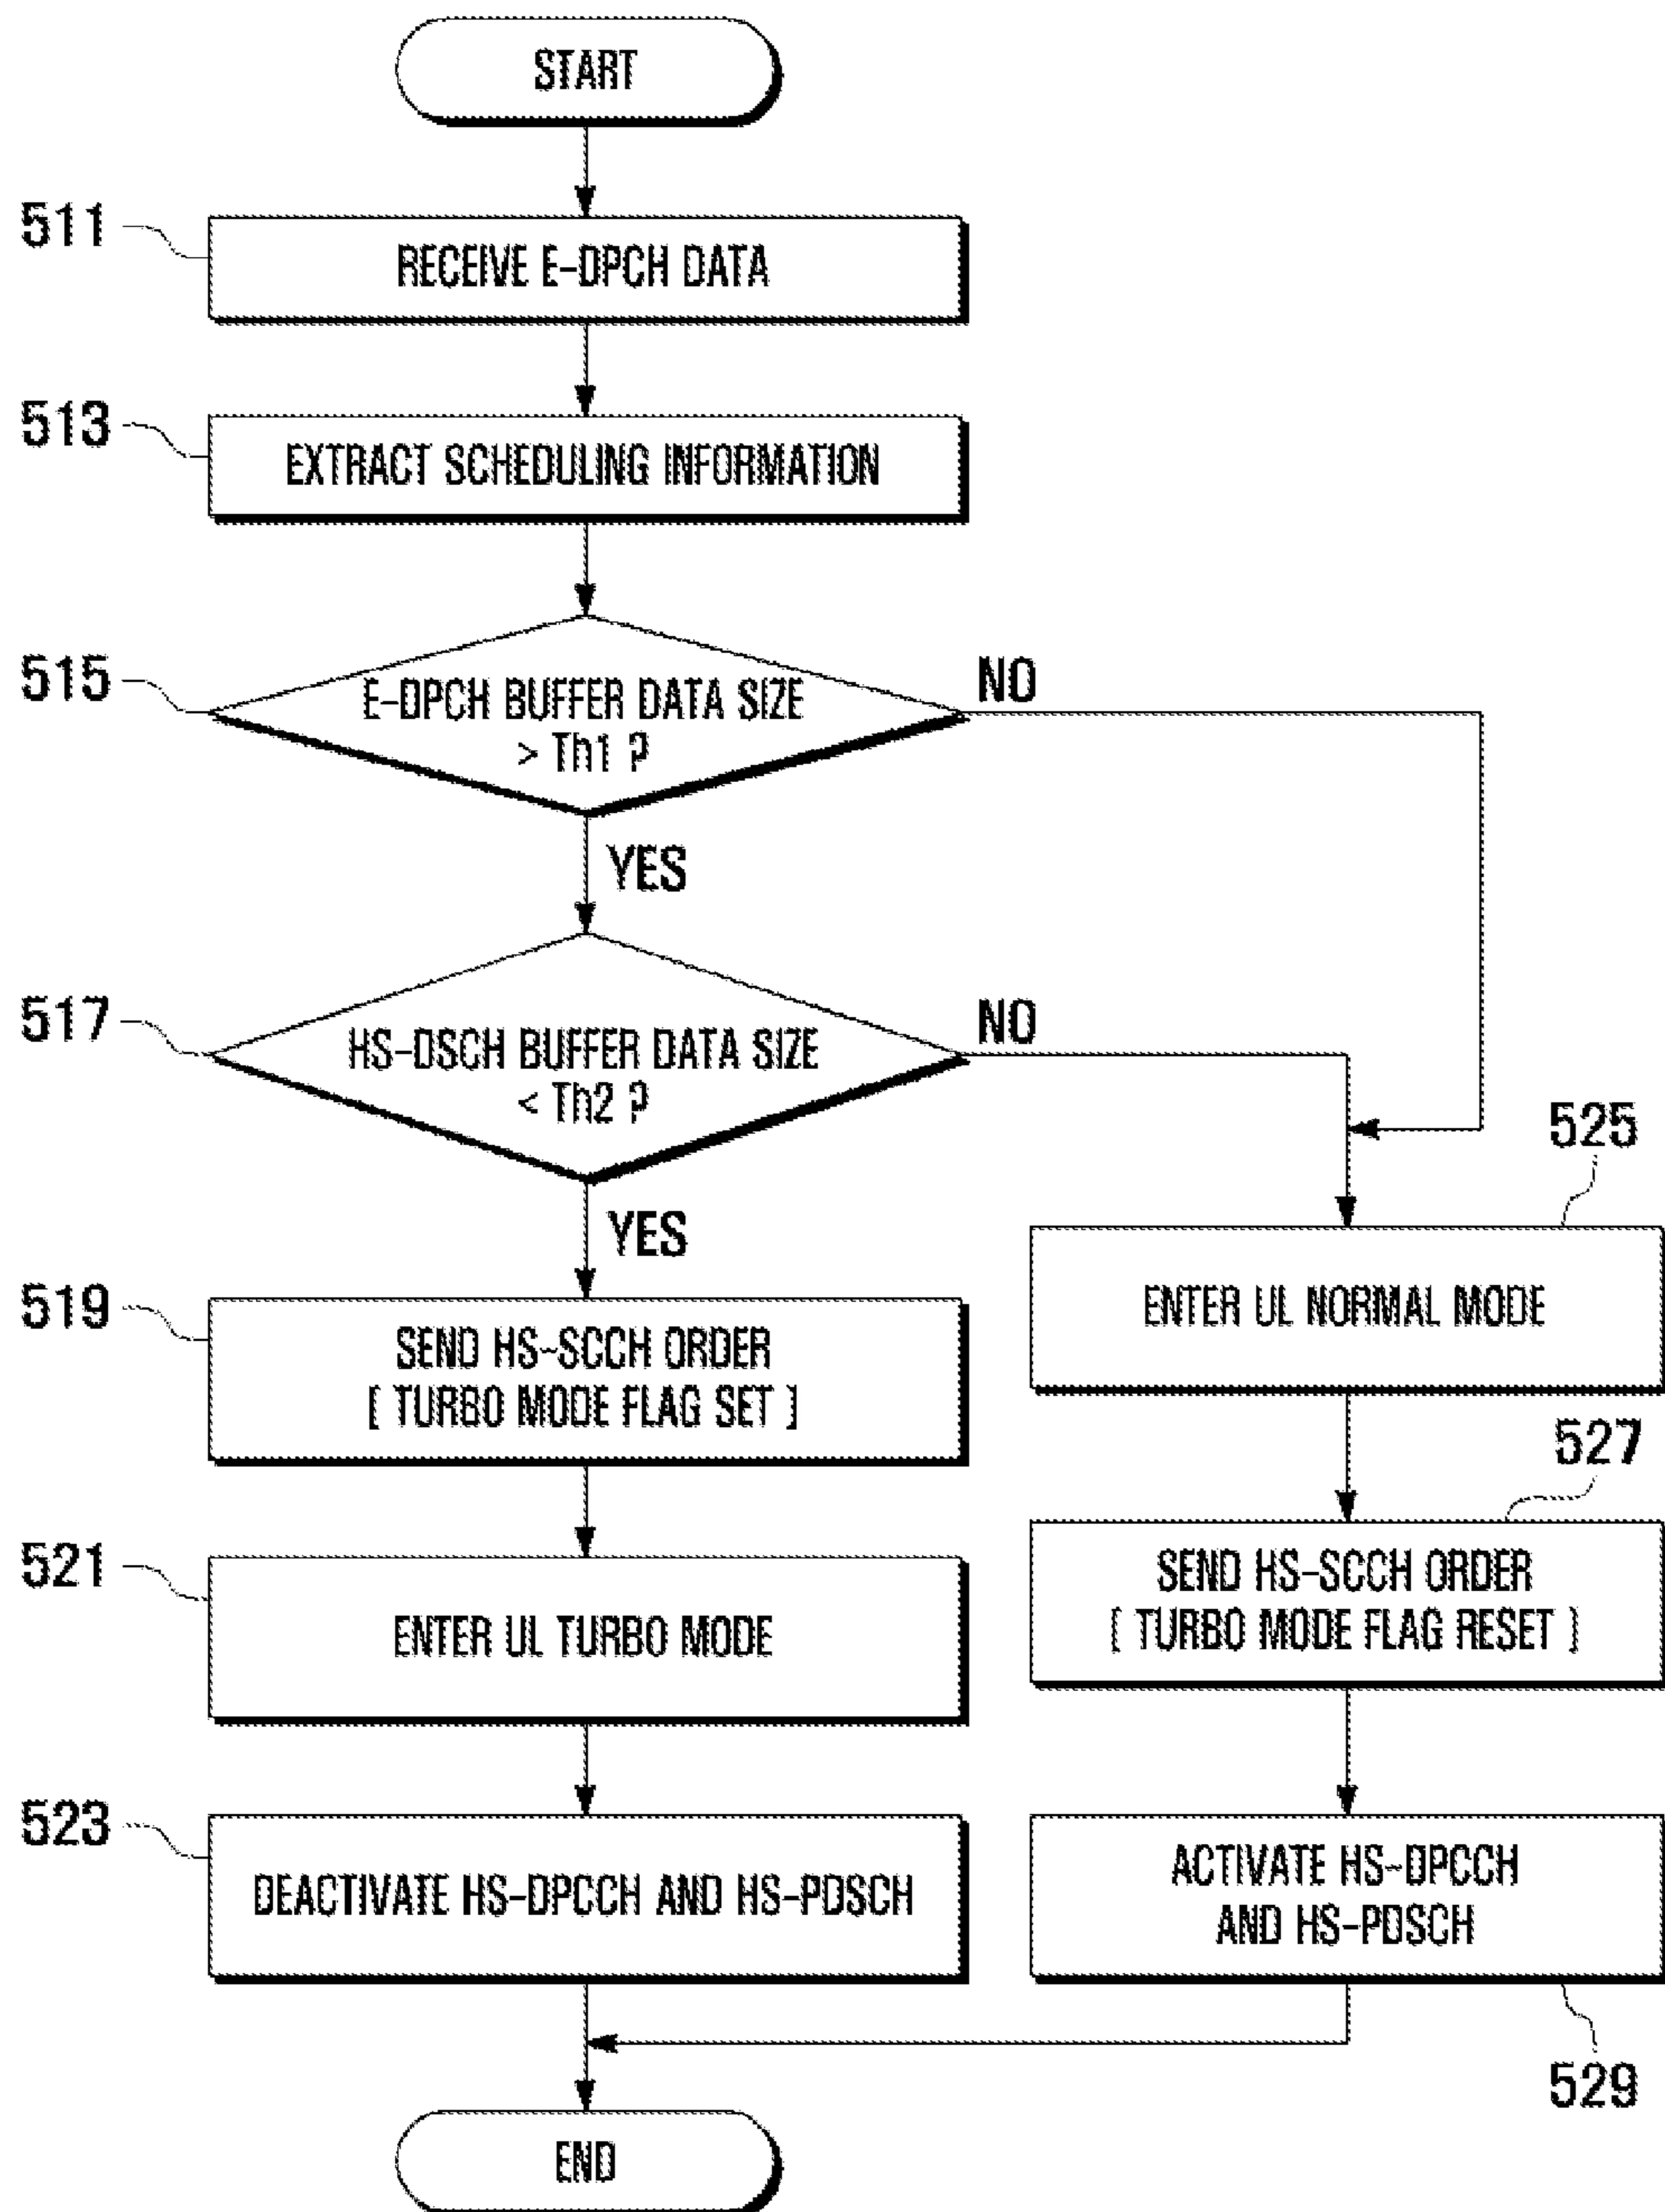 START
511
RECEIVE E-DPCH DATA
513
EXTRACT SCHEDULING INFORMATION
515
E-DPCH BUFFER DATA SIZE
> Th1 ?
NO
YES
517
HS-DSCH BUFFER DATA SIZE
< Th2 ?
NO
YES
519
SEND HS-SCCH ORDER
[ TURBO MODE FLAG SET ]
521
ENTER UL TURBO MODE
523
DEACTIVATE HS-DPCCH AND HS-PDSCH
525
ENTER UL NORMAL MODE
527
SEND HS-SCCH ORDER
[ TURBO MODE FLAG RESET ]
ACTIVATE HS-DPCCH
AND HS-PDSCH
529
END